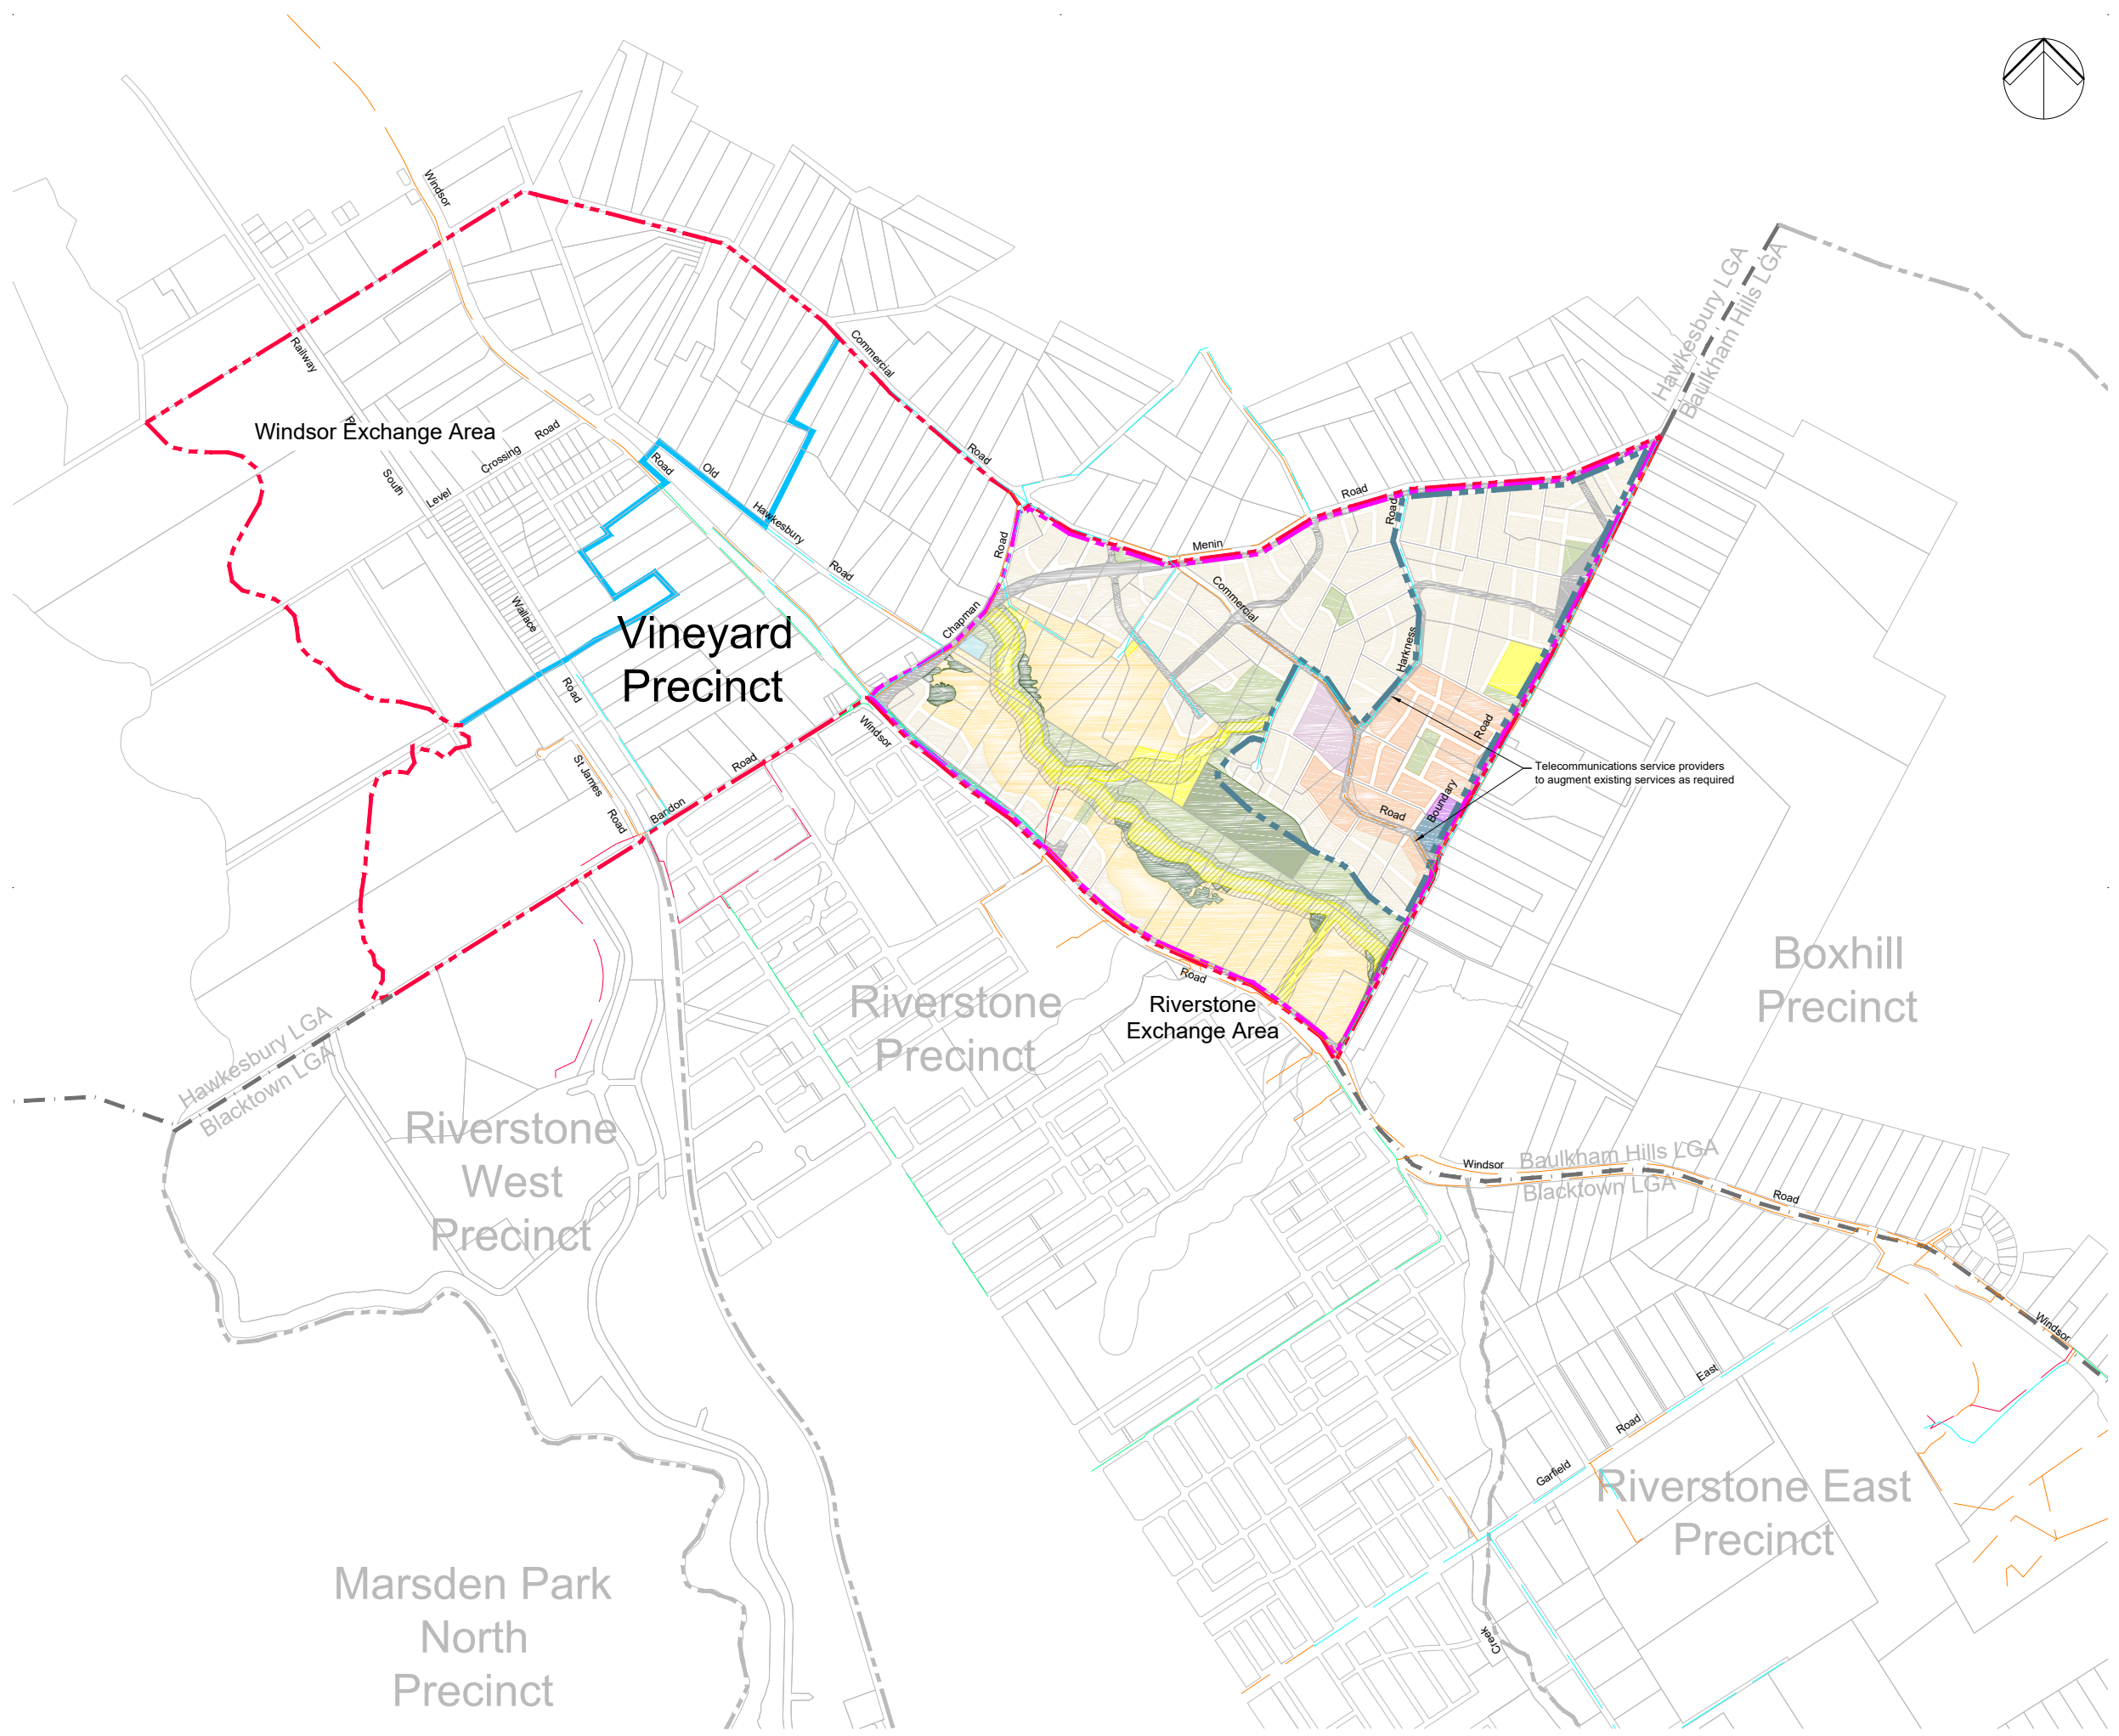 Windsor
Hawkesbury LGA
Baulkham Hills LGA
Railway
Commercial
Windsor Exchange Area
Road
Crossing
Level
South
Road
Old
Hawkesbury
Road
Road
Road
Road
Road
Menin
Chapman
Commercial
Harkness
Wallace
Vineyard
Precinct
Road
Windsor
Road
Telecommunications service providers
to augment existing services as required
Boundary
Road
St James
Road
Bandon
Road
Road
Riverstone
Precinct
Riverstone
Exchange Area
Boxhill
Precinct
Hawkesbury LGA
Blacktown LGA
Riverstone
West
Precinct
Windsor
Baulkham Hills LGA
Blacktown LGA
Road
Windsor
East
Road
Garfield
Riverstone East
Precinct
Creek
Marsden Park
North
Precinct